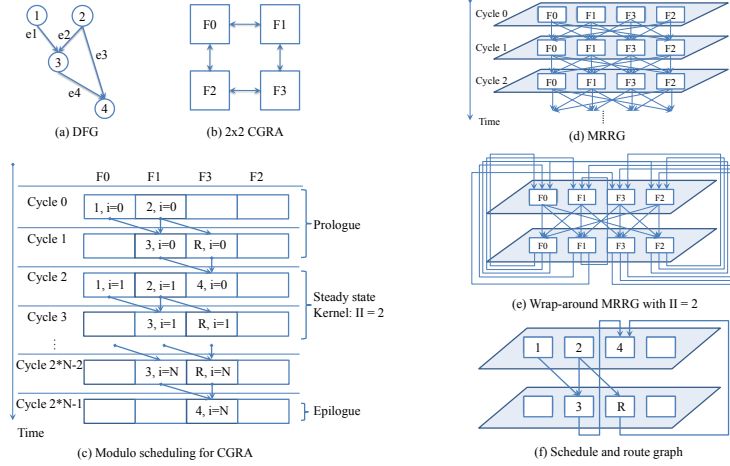 1
2
e1
e2
e3
3
e4
4
(a) DFG
F0
F1
F2
F3
(b) 2x2 CGRA
F0
F1
F3
F2
Cycle 0
1, i=0
2, i=0
Cycle 1
3, i=0
R, i=0
Prologue
Cycle 2
1, i=1
2, i=1
4, i=0
Cycle 3
3, i=1
R, i=1
Steady state
Kernel: II = 2
Cycle 2*N-2
3, i=N
R, i=N
Cycle 2*N-1
4, i=N
Epilogue
Time
(c) Modulo scheduling for CGRA
Cycle 0
F0
F1
F3
F2
Cycle 1
F0
F1
F3
F2
Cycle 2
F0
F1
F3
F2
Time
(d) MRRG
F0
F1
F3
F2
F0
F1
F3
F2
(e) Wrap-around MRRG with II = 2
1
2
4
3
R
(f) Schedule and route graph